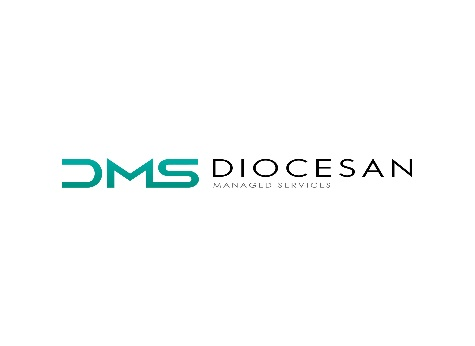 DMS DIOCESAN
MANAGED SERVICES